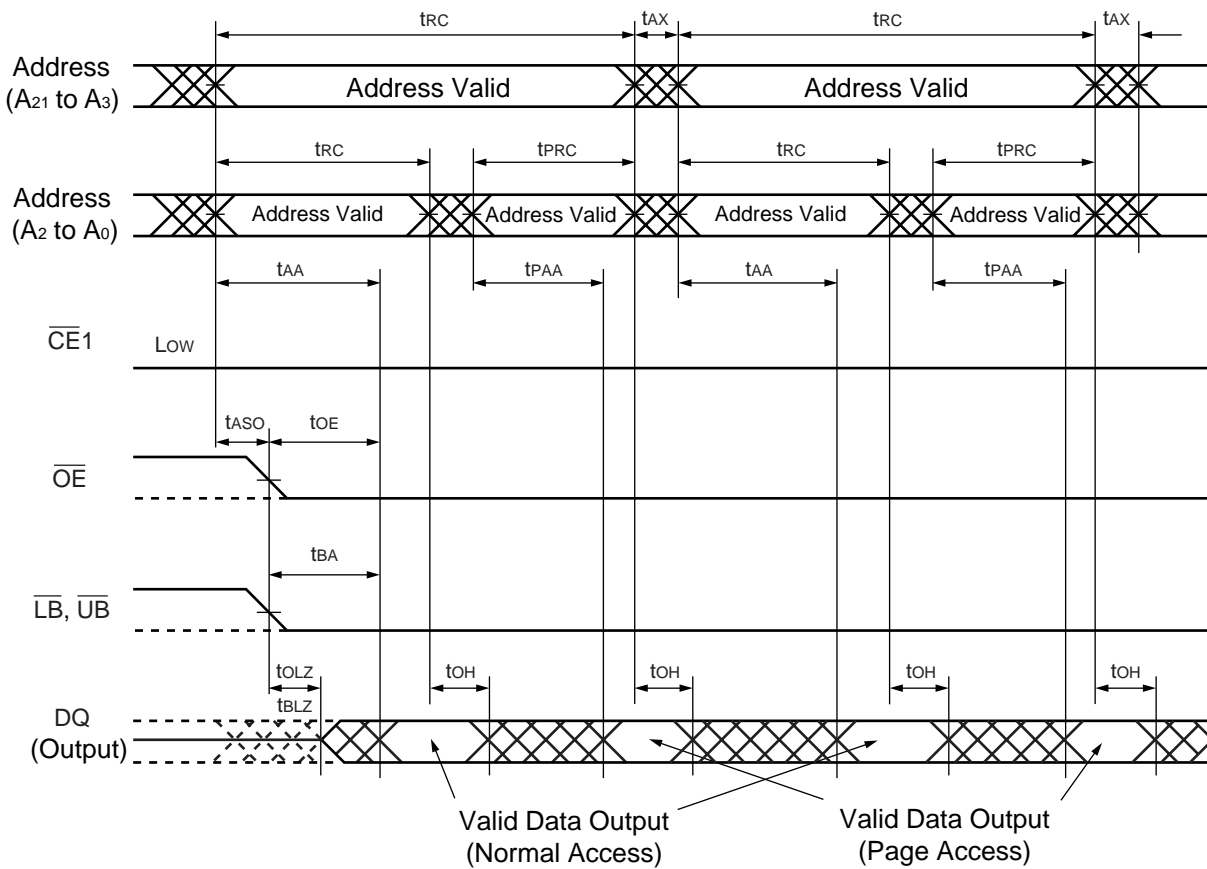 tRC tAX tRC tAX
Address
(A21 to A3)
Address Valid Address Valid
tRC tPRC tRC tPRC
Address
(A2 to A0)
Address Valid Address Valid Address Valid Address Valid
tAA tPAA tAA tPAA
CE1 LOW
tASO tOE
OE
tBA
LB, UB
tOLZ tOH tOH tOH tOH
tBLZ
DQ
(Output)
Valid Data Output
(Normal Access)
Valid Data Output
(Page Access)